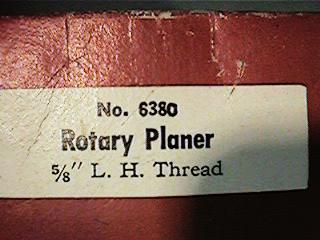 No. 6380
Rotary Planer
5/8" L. H. Thread